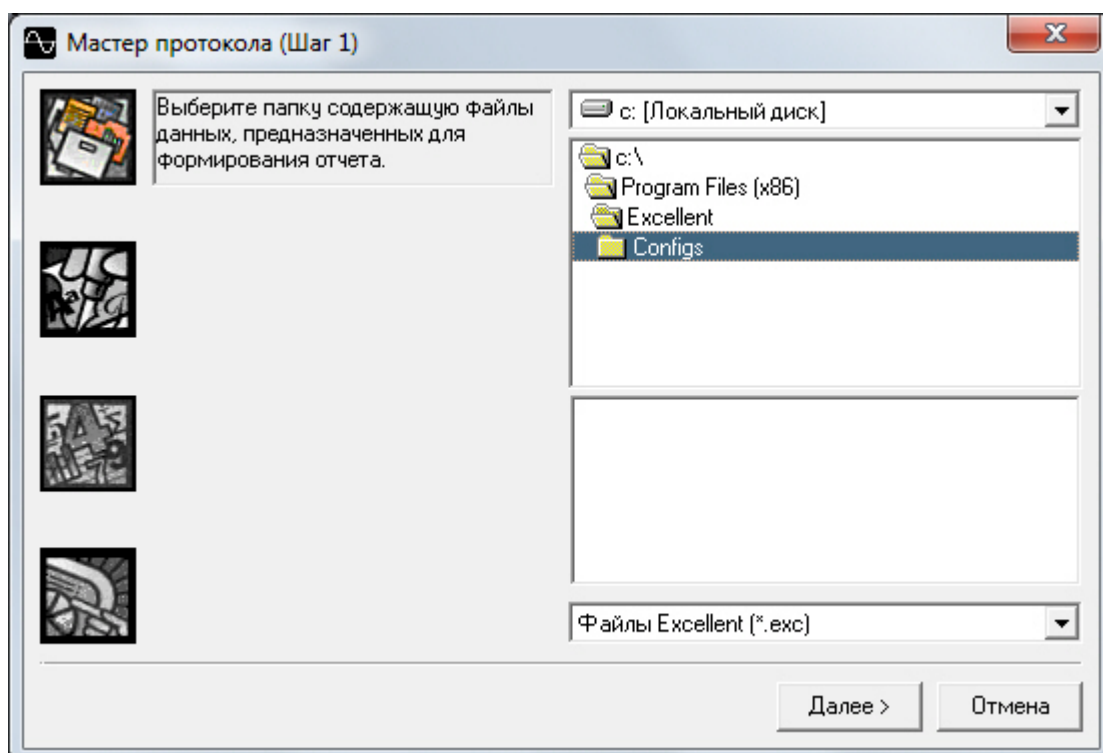 Мастер протокола (Шаг 1)
Выберите папку содержащую файлы
данных, предназначенных для
формирования отчета.
c: [Локальный диск]
c:\
Program Files (x86)
Excellent
Configs
Файлы Excellent (*.exc)
Далее >
Отмена